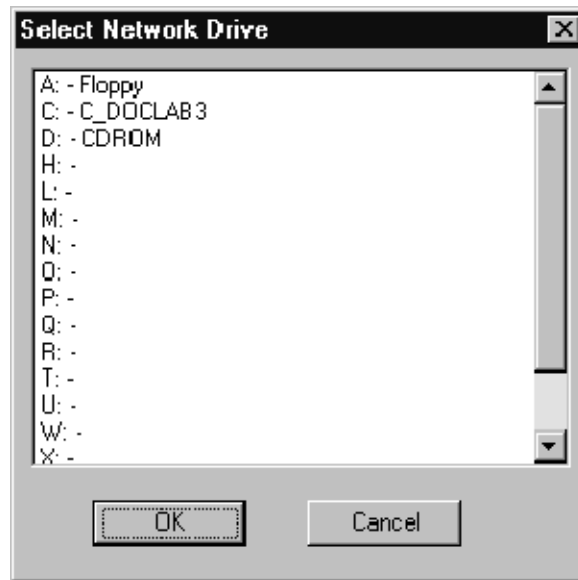 Select Network Drive
A: - Floppy
C: - C_DOCLAB3
D: - CDROM
H: -
L: -
M: -
N: -
O: -
P: -
Q: -
R: -
T: -
U: -
W: -
X: -
OK
Cancel